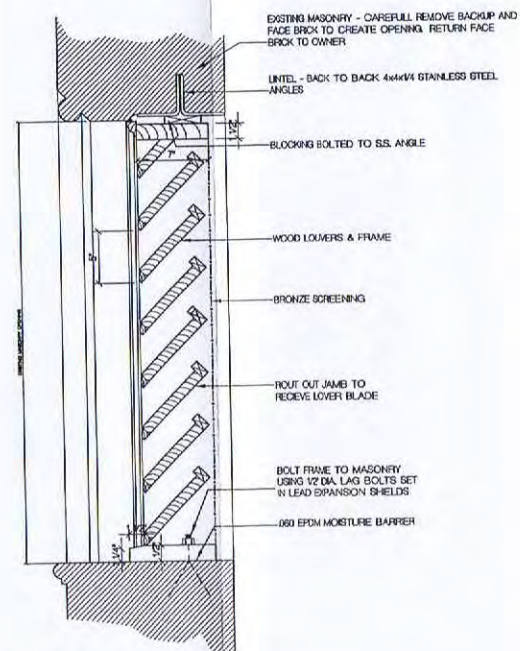 EXISTING MASONRY - CAREFULL REMOVE BACKUP AND
FACE BRICK TO CREATE OPENING. RETURN FACE
BRICK TO OWNER
LINTEL - BACK TO BACK 4x4x1/4 STAINLESS STEEL
ANGLES
1/2"
BLOCKING BOLTED TO S.S. ANGLE
7"
WOOD LOUVERS & FRAME
BRONZE SCREENING
ROUT OUT JAMB TO
RECIEVE LOVER BLADE
BOLT FRAME TO MASONRY
USING 1/2 DIA. LAG BOLTS SET
IN LEAD EXPANSION SHIELDS
.060 EPDM MOISTURE BARRIER
1/4"
1/2"